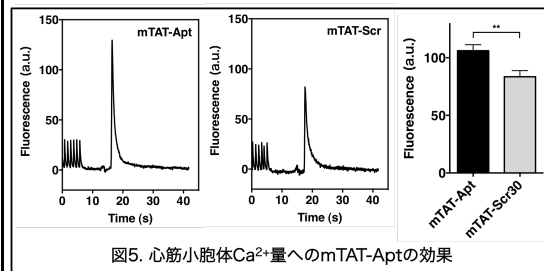 mTAT-Apt
Fluorescence (a.u.)
150
100
50
0
0 10 20 30 40
Time (s)
mTAT-Scr
Fluorescence (a.u.)
150
100
50
0
0 10 20 30 40
Time (s)
**
Fluorescence (a.u.)
100
50
0
mTAT-Apt
mTAT-Scr30
図5. 心筋小胞体Ca²⁺量へのmTAT-Aptの効果